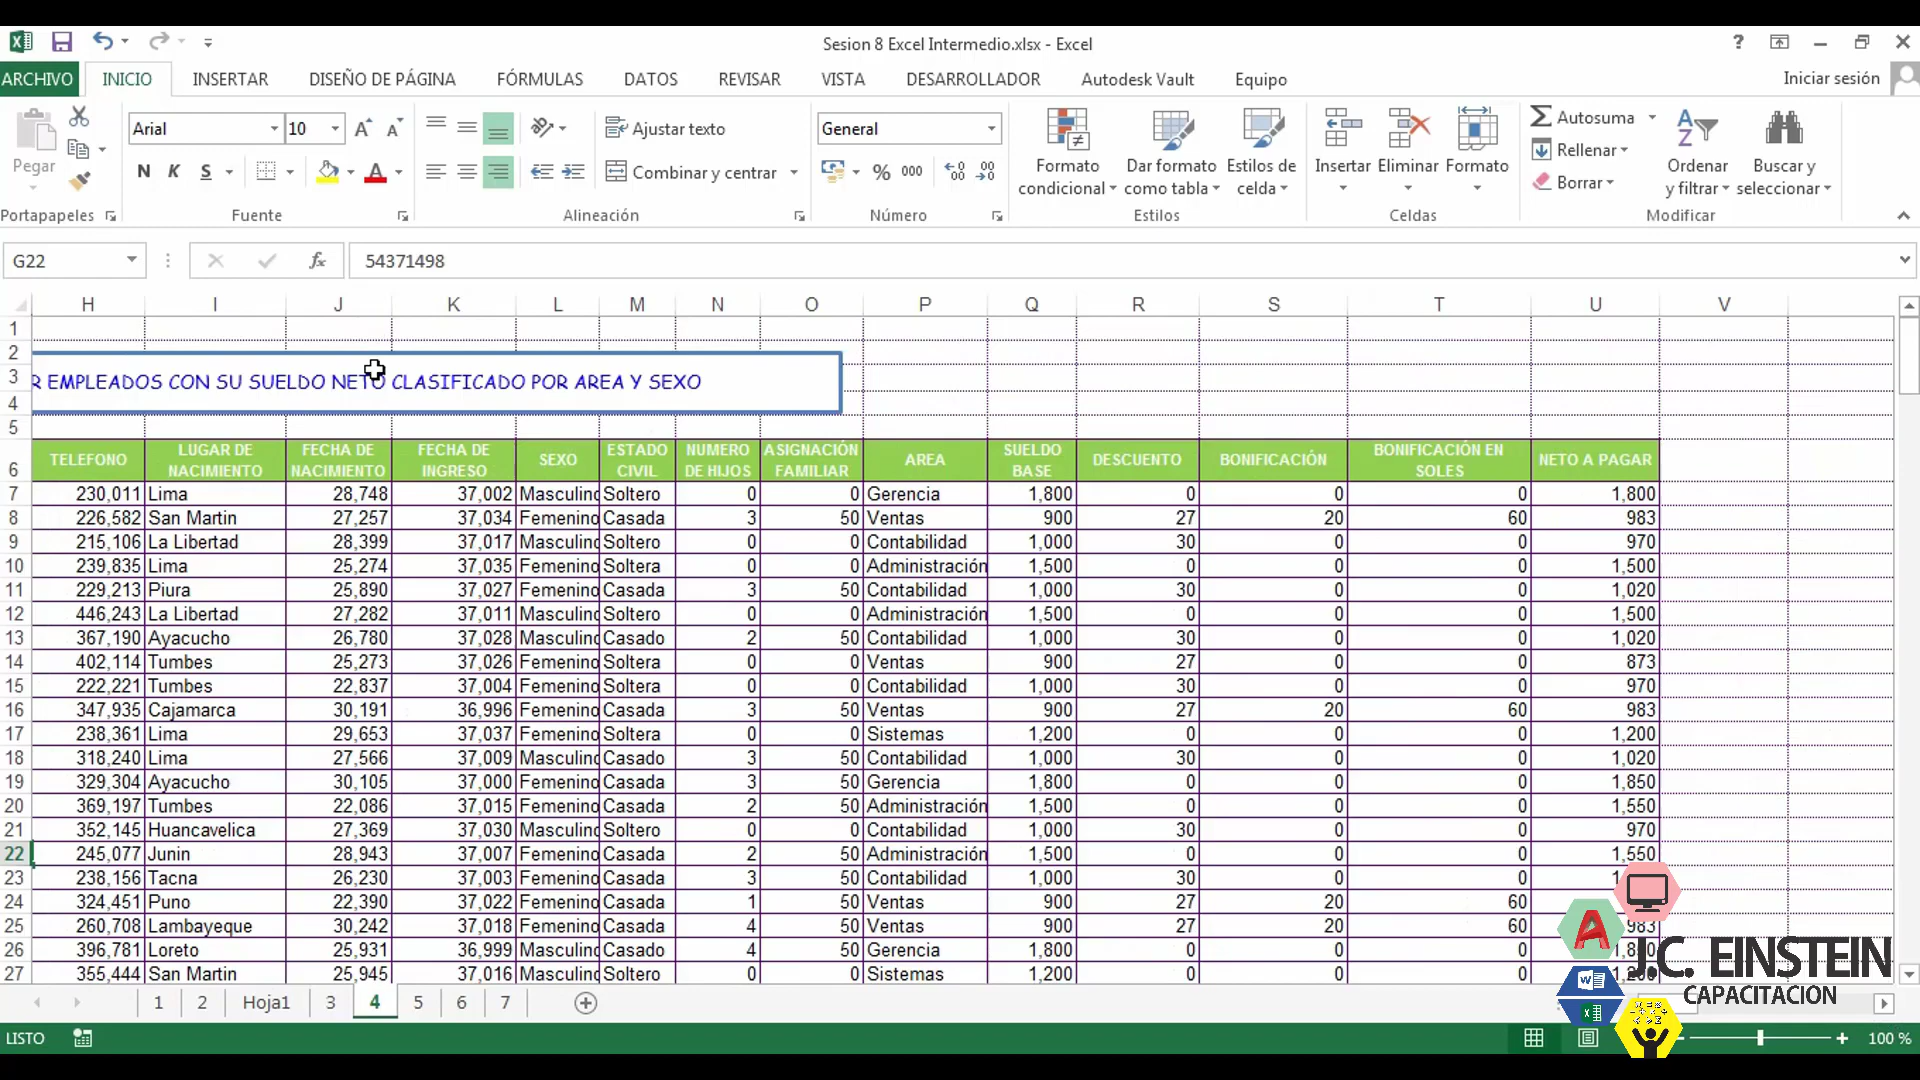 Sesion 8 Excel Intermedio.xlsx - Excel
ARCHIVO INICIO INSERTAR DISEÑO DE PÁGINA FÓRMULAS DATOS REVISAR VISTA DESARROLLADOR Autodesk Vault Equipo Iniciar sesión
Pegar Arial 10 Ajustar texto General Formato condicional Dar formato como tabla Estilos de celda Insertar Eliminar Formato Autosuma Rellenar Borrar Ordenar y filtrar Buscar y seleccionar
N K S Combinar y centrar % 000
Portapapeles Fuente Alineación Número Estilos Celdas Modificar
G22 fx 54371498
H I J K L M N O P Q R S T U V
1
2
3 R EMPLEADOS CON SU SUELDO NETO CLASIFICADO POR AREA Y SEXO
4
5
6 TELEFONO LUGAR DE NACIMIENTO FECHA DE NACIMIENTO FECHA DE INGRESO SEXO ESTADO CIVIL NUMERO DE HIJOS ASIGNACIÓN FAMILIAR AREA SUELDO BASE DESCUENTO BONIFICACIÓN BONIFICACIÓN EN SOLES NETO A PAGAR
7 230,011 Lima 28,748 37,002 Masculino Soltero 0 0 Gerencia 1,800 0 0 0 1,800
8 226,582 San Martin 27,257 37,034 Femenino Casada 3 50 Ventas 900 27 20 60 983
9 215,106 La Libertad 28,399 37,017 Masculino Soltero 0 0 Contabilidad 1,000 30 0 0 970
10 239,835 Lima 25,274 37,035 Femenino Soltera 0 0 Administración 1,500 0 0 0 1,500
11 229,213 Piura 25,890 37,027 Femenino Casada 3 50 Contabilidad 1,000 30 0 0 1,020
12 446,243 La Libertad 27,282 37,011 Masculino Soltero 0 0 Administración 1,500 0 0 0 1,500
13 367,190 Ayacucho 26,780 37,028 Masculino Casado 2 50 Contabilidad 1,000 30 0 0 1,020
14 402,114 Tumbes 25,273 37,026 Femenino Soltera 0 0 Ventas 900 27 0 0 873
15 222,221 Tumbes 22,837 37,004 Femenino Soltera 0 0 Contabilidad 1,000 30 0 0 970
16 347,935 Cajamarca 30,191 36,996 Femenino Casada 3 50 Ventas 900 27 20 60 983
17 238,361 Lima 29,653 37,037 Femenino Soltera 0 0 Sistemas 1,200 0 0 0 1,200
18 318,240 Lima 27,566 37,009 Masculino Casado 3 50 Contabilidad 1,000 30 0 0 1,020
19 329,304 Ayacucho 30,105 37,000 Femenino Casada 3 50 Gerencia 1,800 0 0 0 1,850
20 369,197 Tumbes 22,086 37,015 Femenino Casada 2 50 Administración 1,500 0 0 0 1,550
21 352,145 Huancavelica 27,369 37,030 Masculino Soltero 0 0 Contabilidad 1,000 30 0 0 970
22 245,077 Junin 28,943 37,007 Femenino Casada 2 50 Administración 1,500 0 0 0 1,550
23 238,156 Tacna 26,230 37,003 Femenino Casada 3 50 Contabilidad 1,000 30 0 0
24 324,451 Puno 22,390 37,022 Femenino Casada 1 50 Ventas 900 27 20 60
25 260,708 Lambayeque 30,242 37,018 Femenino Casada 4 50 Ventas 900 27 20 60 983
26 396,781 Loreto 25,931 36,999 Masculino Casado 4 50 Gerencia 1,800 0 0 0
27 355,444 San Martin 25,945 37,016 Masculino Soltero 0 0 Sistemas 1,200 0 0 0
J.C. EINSTEIN
CAPACITACION
1 2 Hoja1 3 4 5 6 7
LISTO 100 %